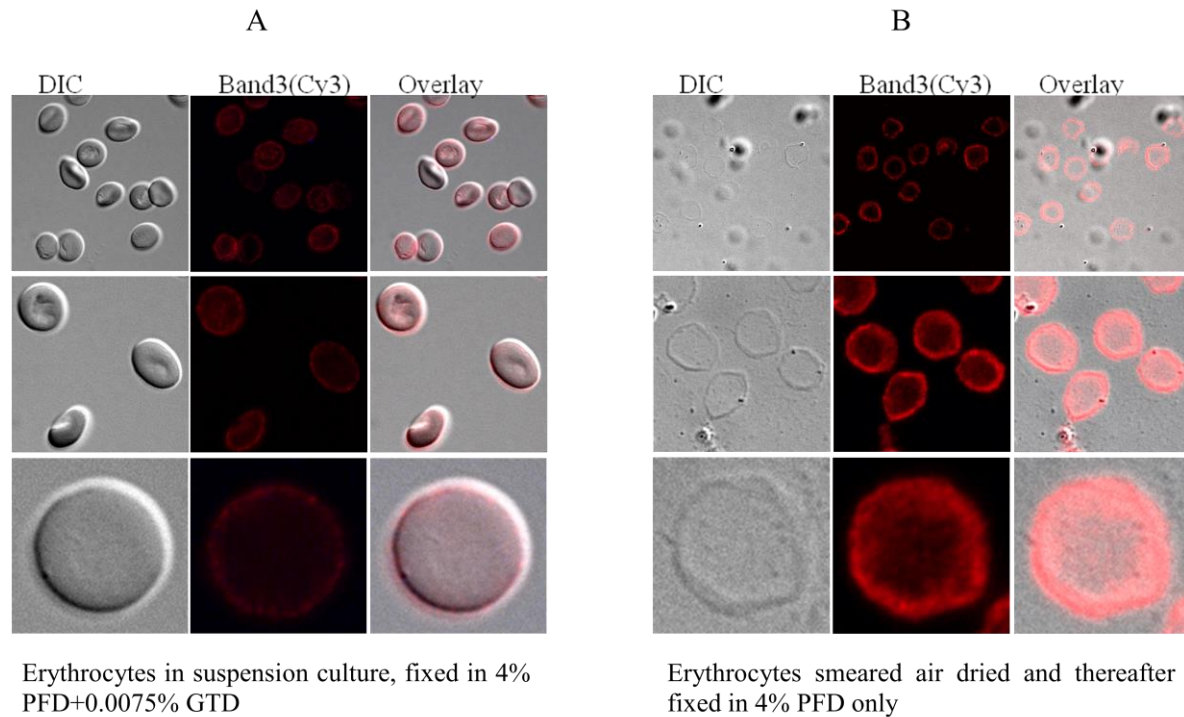 A
B
DIC Band3(Cy3) Overlay
DIC Band3(Cy3) Overlay
Erythrocytes in suspension culture, fixed in 4%
PFD+0.0075% GTD
Erythrocytes smeared air dried and thereafter
fixed in 4% PFD only